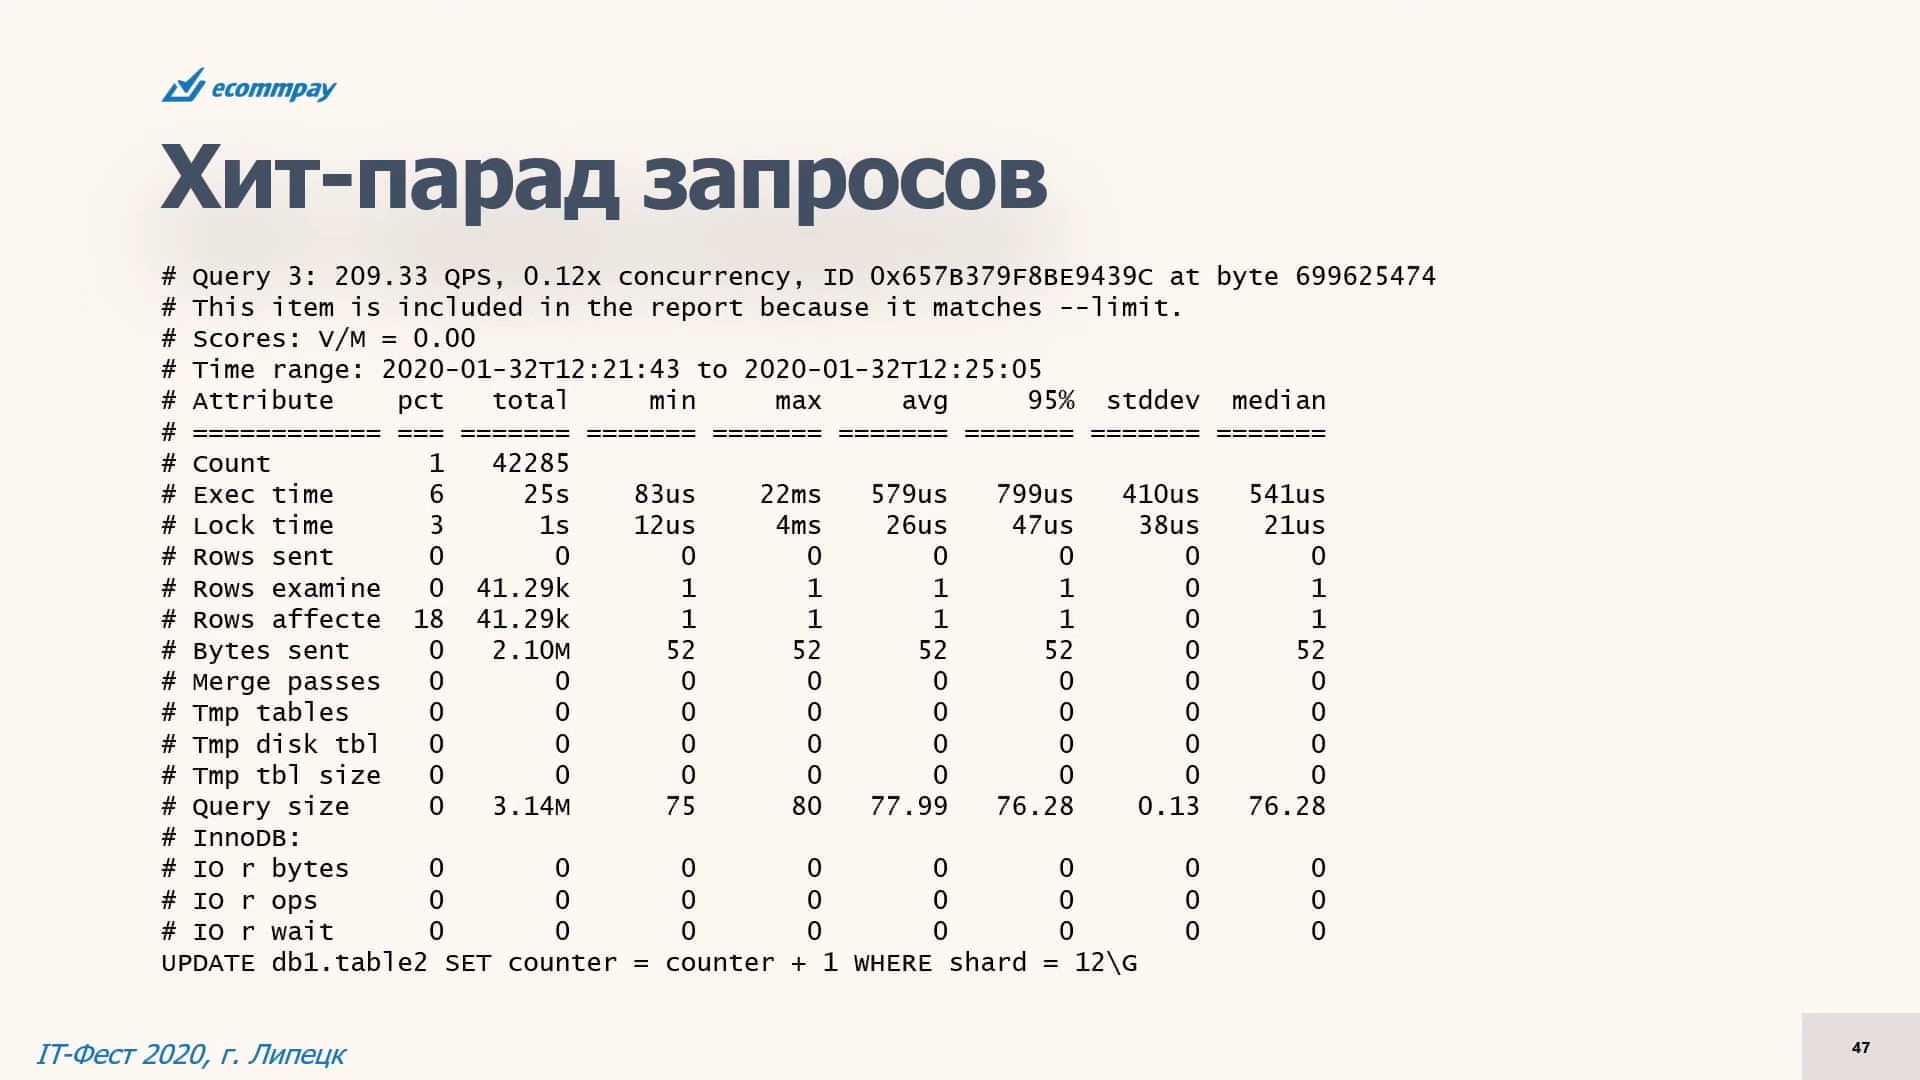 ecommpay
Хит-парад запросов
# Query 3: 209.33 QPS, 0.12x concurrency, ID 0x657B379F8BE9439C at byte 699625474
# This item is included in the report because it matches --limit.
# Scores: V/M = 0.00
# Time range: 2020-01-32T12:21:43 to 2020-01-32T12:25:05
# Attribute    pct   total     min     max     avg     95%  stddev  median
# ============ === ======= ======= ======= ======= ======= ======= =======
# Count          1   42285
# Exec time      6     25s    83us    22ms   579us   799us   410us   541us
# Lock time      3      1s    12us     4ms    26us    47us    38us    21us
# Rows sent      0       0       0       0       0       0       0       0
# Rows examine   0  41.29k       1       1       1       1       0       1
# Rows affecte  18  41.29k       1       1       1       1       0       1
# Bytes sent     0   2.10M      52      52      52      52       0      52
# Merge passes   0       0       0       0       0       0       0       0
# Tmp tables     0       0       0       0       0       0       0       0
# Tmp disk tbl   0       0       0       0       0       0       0       0
# Tmp tbl size   0       0       0       0       0       0       0       0
# Query size     0   3.14M      75      80   77.99   76.28    0.13   76.28
# InnoDB:
# IO r bytes     0       0       0       0       0       0       0       0
# IO r ops       0       0       0       0       0       0       0       0
# IO r wait      0       0       0       0       0       0       0       0
UPDATE db1.table2 SET counter = counter + 1 WHERE shard = 12\G
IT-Фест 2020, г. Липецк
47